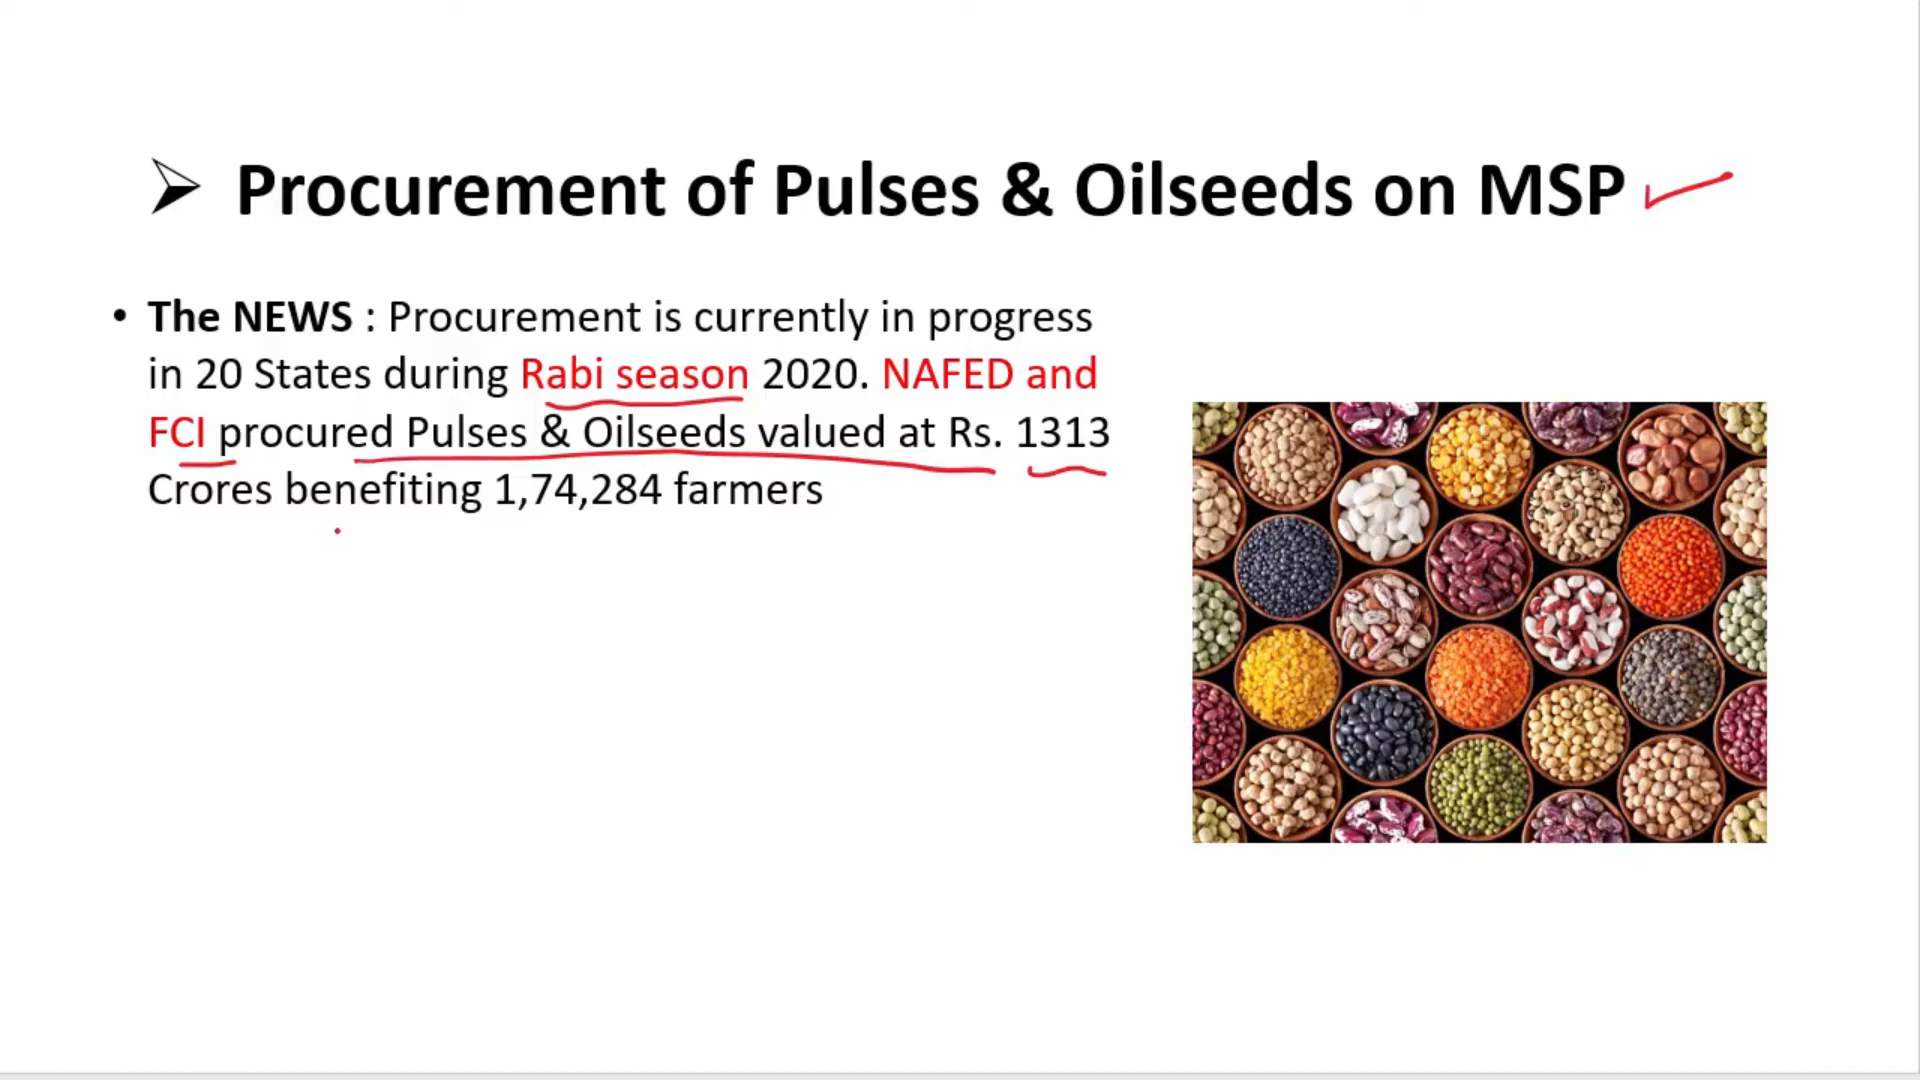 Procurement of Pulses & Oilseeds on MSP
• The NEWS : Procurement is currently in progress
in 20 States during Rabi season 2020. NAFED and
FCI procured Pulses & Oilseeds valued at Rs. 1313
Crores benefiting 1,74,284 farmers